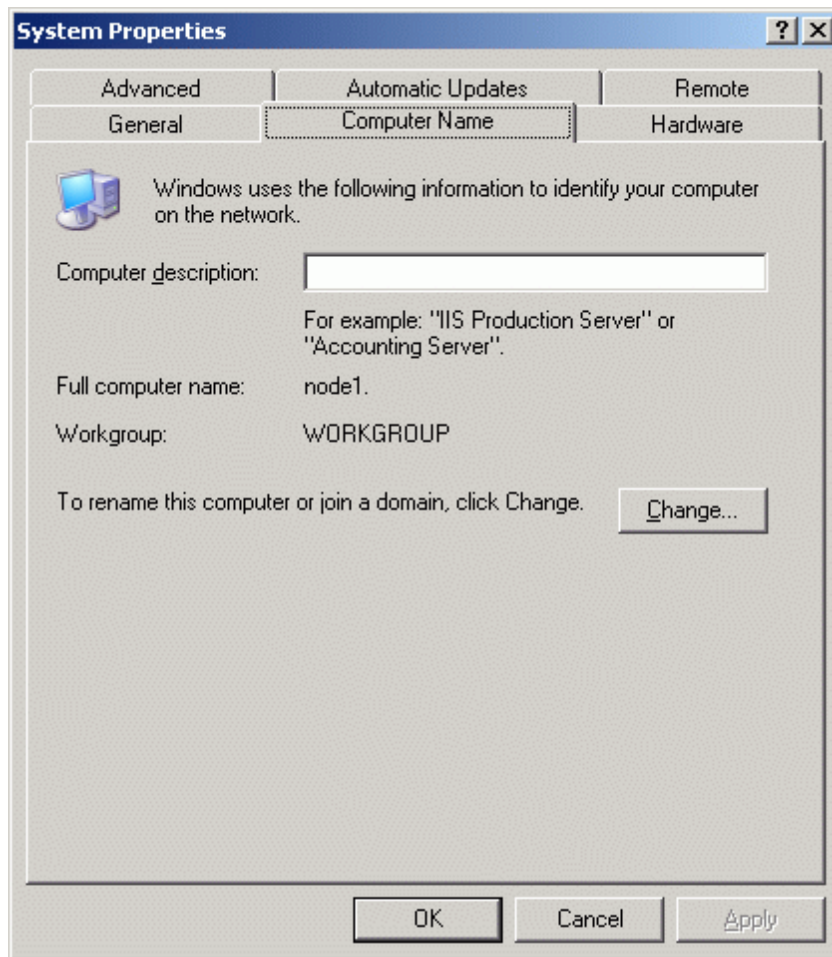 System Properties
Advanced
Automatic Updates
Remote
General
Computer Name
Hardware
Windows uses the following information to identify your computer
on the network.
Computer description:
For example: "IIS Production Server" or
"Accounting Server".
Full computer name:
node1.
Workgroup:
WORKGROUP
To rename this computer or join a domain, click Change.
Change...
OK
Cancel
Apply